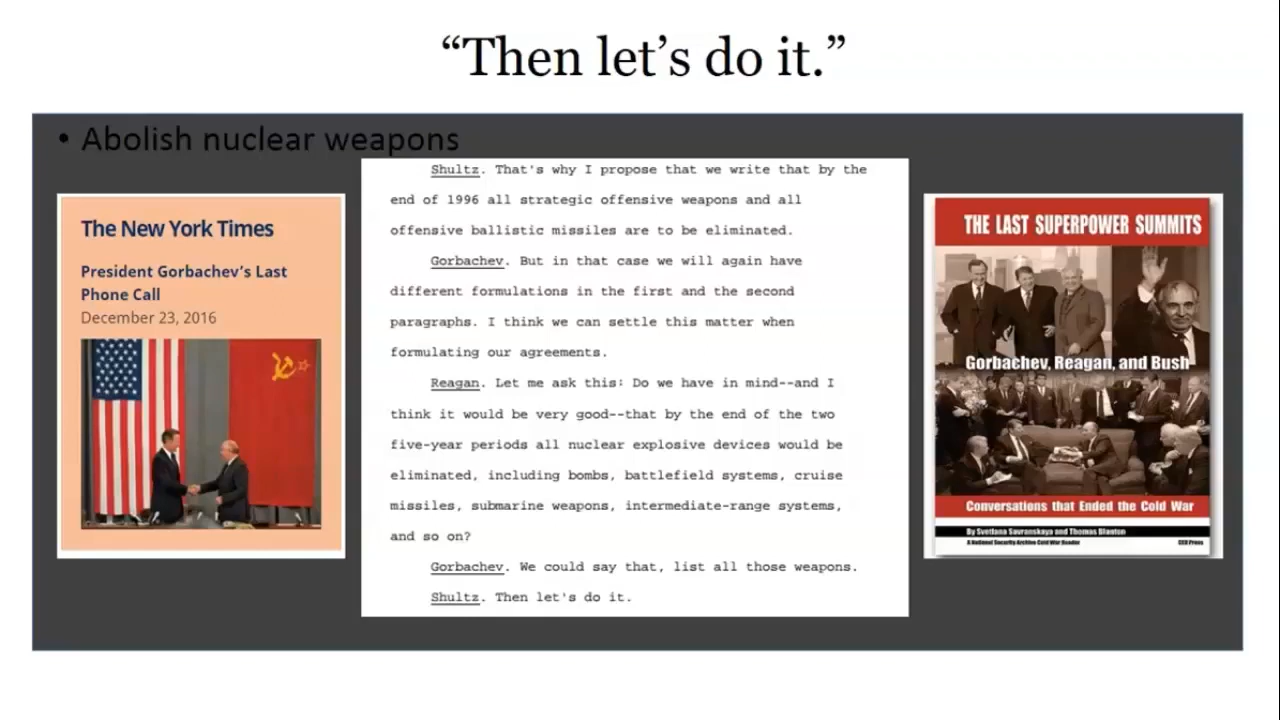 “Then let’s do it.”
• Abolish nuclear weapons
The New York Times
President Gorbachev’s Last
Phone Call
December 23, 2016
Shultz. That's why I propose that we write that by the
end of 1996 all strategic offensive weapons and all
offensive ballistic missiles are to be eliminated.
Gorbachev. But in that case we will again have
different formulations in the first and the second
paragraphs. I think we can settle this matter when
formulating our agreements.
Reagan. Let me ask this: Do we have in mind--and I
think it would be very good--that by the end of the two
five-year periods all nuclear explosive devices would be
eliminated, including bombs, battlefield systems, cruise
missiles, submarine weapons, intermediate-range systems,
and so on?
Gorbachev. We could say that, list all those weapons.
Shultz. Then let's do it.
THE LAST SUPERPOWER SUMMITS
Gorbachev, Reagan, and Bush
Conversations that Ended the Cold War
By Svetlana Savranskaya and Thomas Blanton
A National Security Archive Cold War Reader
CEU Press